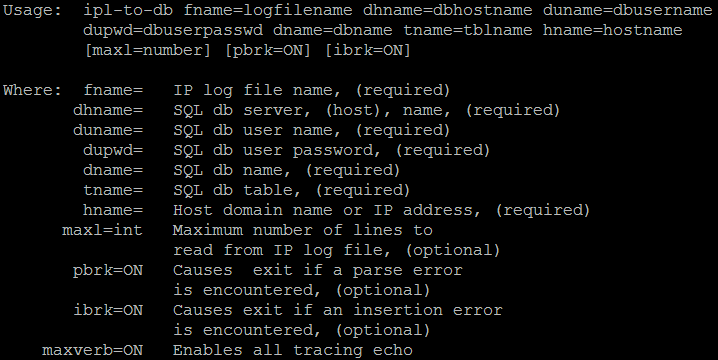 Usage:  ipl-to-db fname=logfilename dhname=dbhostname duname=dbusername
        dupwd=dbuserpasswd dname=dbname tname=tblname hname=hostname
        [maxl=number] [pbrk=ON] [ibrk=ON]

Where:  fname=   IP log file name, (required)
       dhname=   SQL db server, (host), name, (required)
       duname=   SQL db user name, (required)
        dupwd=   SQL db user password, (required)
        dname=   SQL db name, (required)
        tname=   SQL db table, (required)
        hname=   Host domain name or IP address, (required)
      maxl=int   Maximum number of lines to
                 read from IP log file, (optional)
       pbrk=ON   Causes  exit if a parse error
                 is encountered, (optional)
       ibrk=ON   Causes exit if an insertion error
                 is encountered, (optional)
    maxverb=ON   Enables all tracing echo